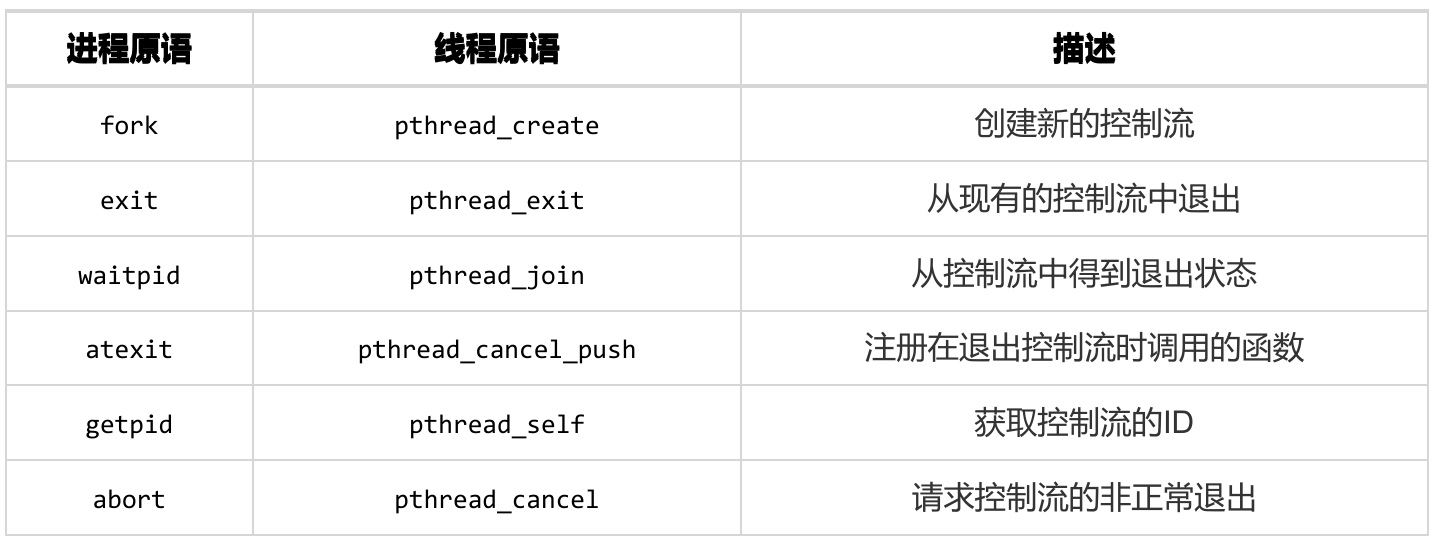 进程原语 线程原语 描述
fork pthread_create 创建新的控制流
exit pthread_exit 从现有的控制流中退出
waitpid pthread_join 从控制流中得到退出状态
atexit pthread_cancel_push 注册在退出控制流时调用的函数
getpid pthread_self 获取控制流的ID
abort pthread_cancel 请求控制流的非正常退出